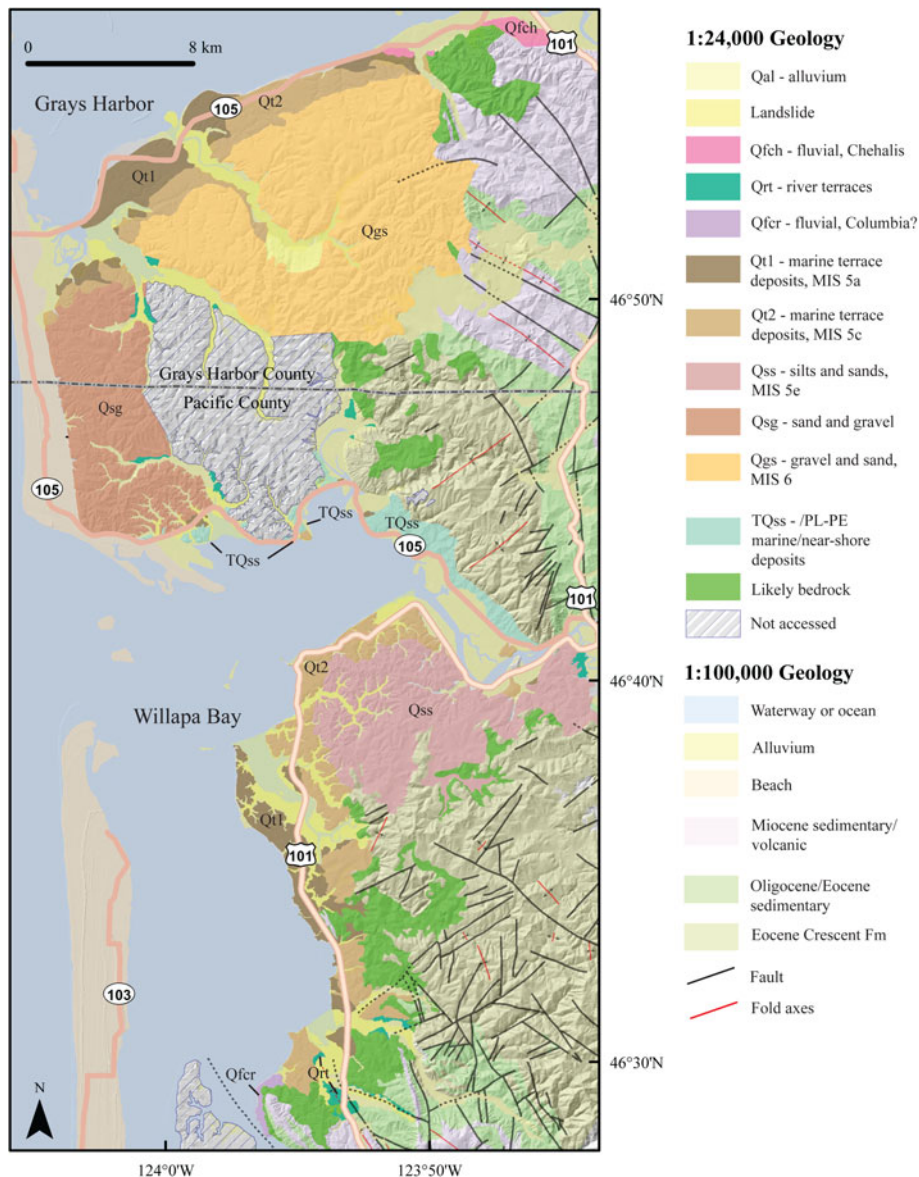 0 8 km
Qfch
101
Grays Harbor
105
Qt2
Qt1
Qgs
46°50'N
Grays Harbor County
Pacific County
Qsg
105
TQss
TQss
TQss
105
101
Qt2
46°40'N
Qss
Willapa Bay
Qt1
101
103
46°30'N
Qfcr
Qrt
N
124°0'W
123°50'W
1:24,000 Geology
Qal - alluvium
Landslide
Qfch - fluvial, Chehalis
Qrt - river terraces
Qfcr - fluvial, Columbia?
Qt1 - marine terrace
deposits, MIS 5a
Qt2 - marine terrace
deposits, MIS 5c
Qss - silts and sands,
MIS 5e
Qsg - sand and gravel
Qgs - gravel and sand,
MIS 6
TQss - /PL-PE
marine/near-shore
deposits
Likely bedrock
Not accessed
1:100,000 Geology
Waterway or ocean
Alluvium
Beach
Miocene sedimentary/
volcanic
Oligocene/Eocene
sedimentary
Eocene Crescent Fm
Fault
Fold axes